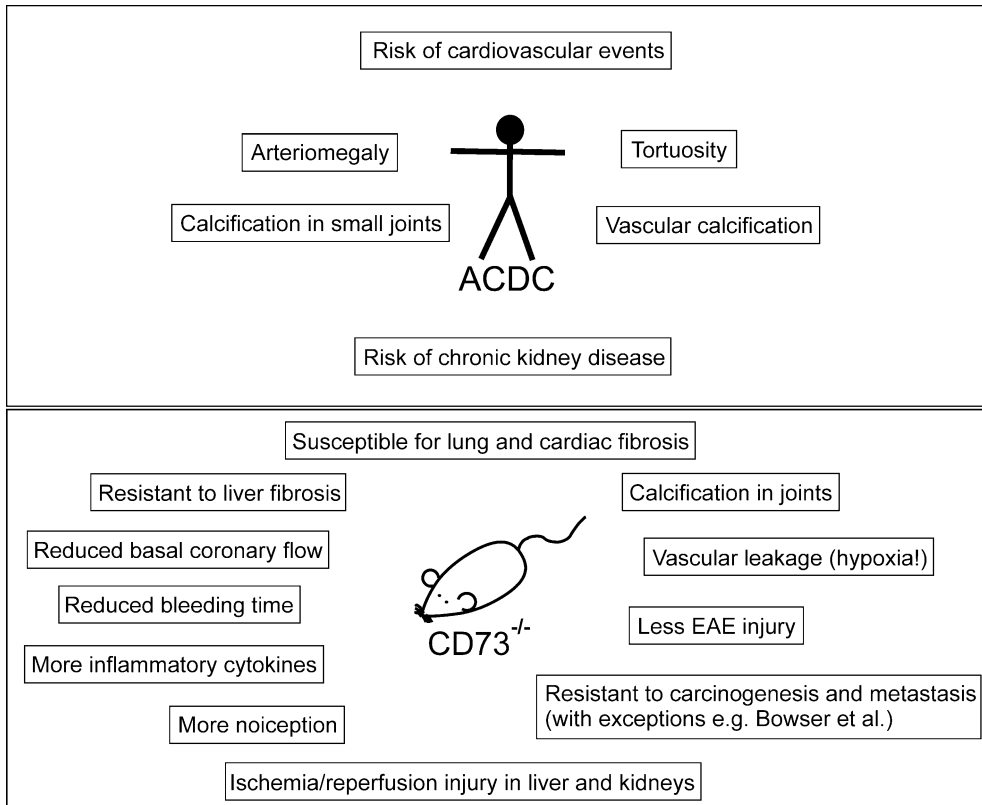 Risk of cardiovascular events
Arteriomegaly
Tortuosity
Calcification in small joints
Vascular calcification
ACDC
Risk of chronic kidney disease
Susceptible for lung and cardiac fibrosis
Resistant to liver fibrosis
Calcification in joints
Reduced basal coronary flow
Vascular leakage (hypoxia!)
Reduced bleeding time
Less EAE injury
CD73-/-
More inflammatory cytokines
Resistant to carcinogenesis and metastasis
(with exceptions e.g. Bowser et al.)
More noiception
Ischemia/reperfusion injury in liver and kidneys